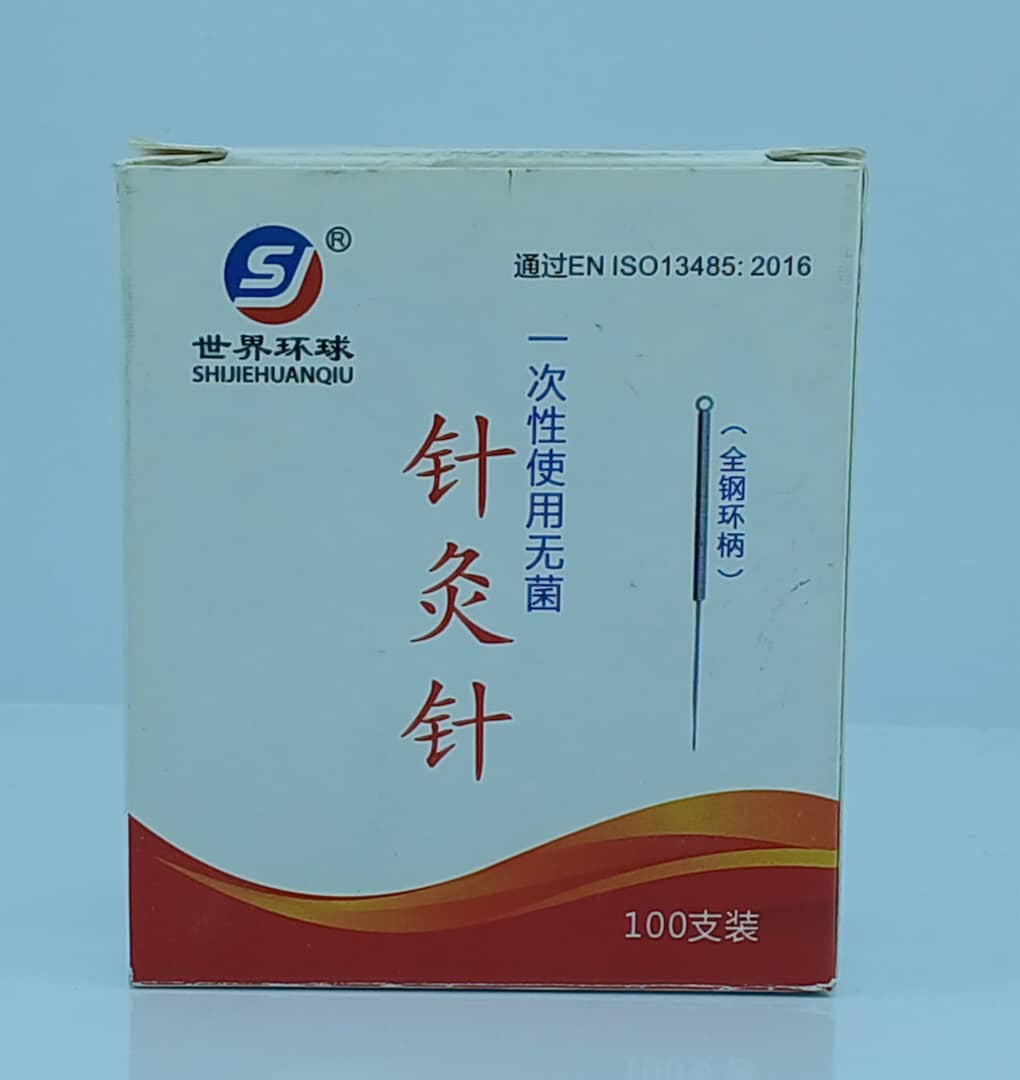 ®
世界环球
SHIJIEHUANQIU
通过EN ISO13485: 2016
一次性使用无菌
针灸针
(全钢环柄)
100支装